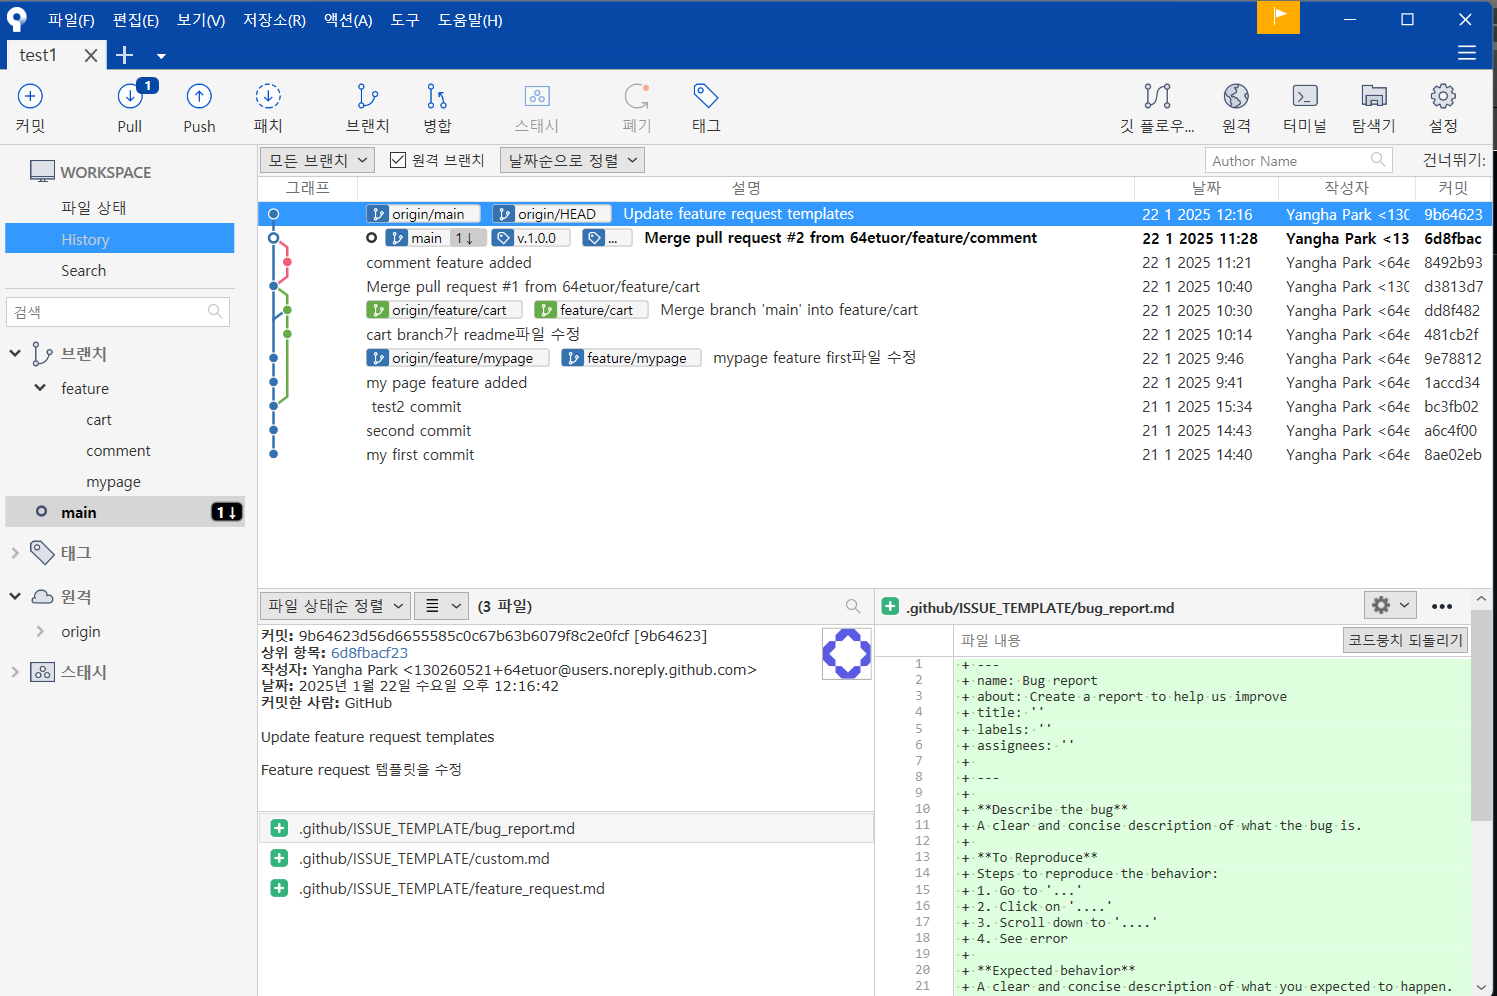 파일(F) 편집(E) 보기(V) 저장소(R) 액션(A) 도구 도움말(H)
test1
1
커밋 Pull Push 패치 브랜치 병합 스태시 폐기 태그 깃 플로우... 원격 터미널 탐색기 설정
WORKSPACE
파일 상태
History
Search
검색
브랜치
feature
cart
comment
mypage
main 1↓
태그
원격
origin
스태시
모든 브랜치 원격 브랜치 날짜순으로 정렬 Author Name 건너뛰기:
그래프 설명 날짜 작성자 커밋
origin/main origin/HEAD Update feature request templates 22 1 2025 12:16 Yangha Park <130 9b64623
main 1↓ v.1.0.0 ... Merge pull request #2 from 64etuor/feature/comment 22 1 2025 11:28 Yangha Park <13 6d8fbac
comment feature added 22 1 2025 11:21 Yangha Park <64e 8492b93
Merge pull request #1 from 64etuor/feature/cart 22 1 2025 10:40 Yangha Park <130 d3813d7
origin/feature/cart feature/cart Merge branch 'main' into feature/cart 22 1 2025 10:30 Yangha Park <64e dd8f482
cart branch가 readme파일 수정 22 1 2025 10:14 Yangha Park <64e 481cb2f
origin/feature/mypage feature/mypage mypage feature first파일 수정 22 1 2025 9:46 Yangha Park <64e 9e78812
my page feature added 22 1 2025 9:41 Yangha Park <64e 1accd34
test2 commit 21 1 2025 15:34 Yangha Park <64e bc3fb02
second commit 21 1 2025 14:43 Yangha Park <64e a6c4f00
my first commit 21 1 2025 14:40 Yangha Park <64e 8ae02eb
파일 상태순 정렬 (3 파일)
커밋: 9b64623d56d6655585c0c67b63b6079f8c2e0fcf [9b64623]
상위 항목: 6d8fbacf23
작성자: Yangha Park <130260521+64etuor@users.noreply.github.com>
날짜: 2025년 1월 22일 수요일 오후 12:16:42
커밋한 사람: GitHub
Update feature request templates
Feature request 템플릿을 수정
.github/ISSUE_TEMPLATE/bug_report.md
.github/ISSUE_TEMPLATE/custom.md
.github/ISSUE_TEMPLATE/feature_request.md
.github/ISSUE_TEMPLATE/bug_report.md
파일 내용 코드뭉치 되돌리기
1 + ---
2 + name: Bug report
3 + about: Create a report to help us improve
4 + title: ''
5 + labels: ''
6 + assignees: ''
7 +
8 + ---
9 +
10 + **Describe the bug**
11 + A clear and concise description of what the bug is.
12 +
13 + **To Reproduce**
14 + Steps to reproduce the behavior:
15 + 1. Go to '...'
16 + 2. Click on '....'
17 + 3. Scroll down to '....'
18 + 4. See error
19 +
20 + **Expected behavior**
21 + A clear and concise description of what you expected to happen.